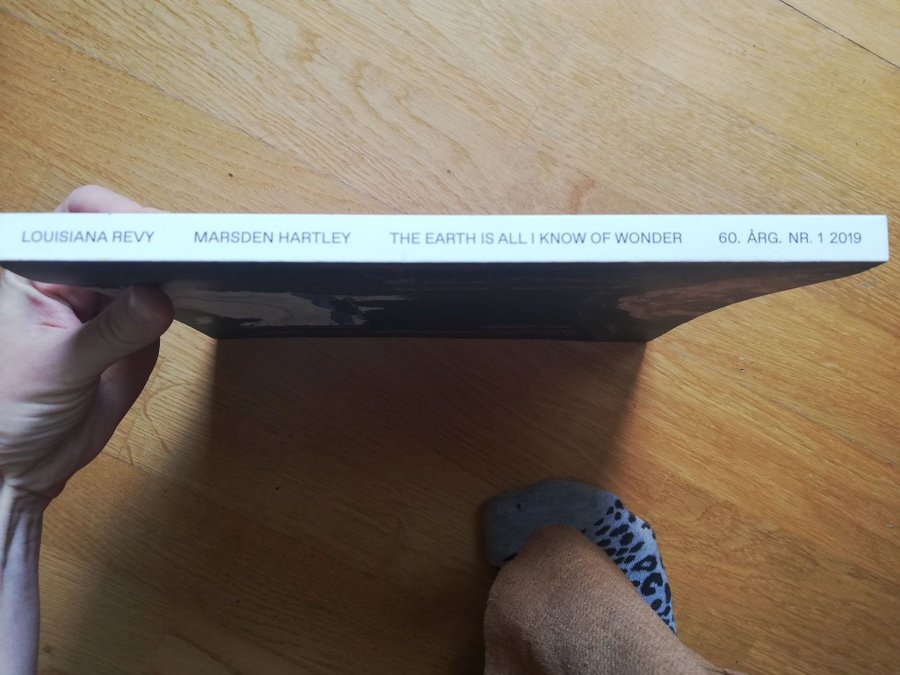 LOUISIANA REVY MARSDEN HARTLEY THE EARTH IS ALL I KNOW OF WONDER 60. ÅRG. NR. 1 2019